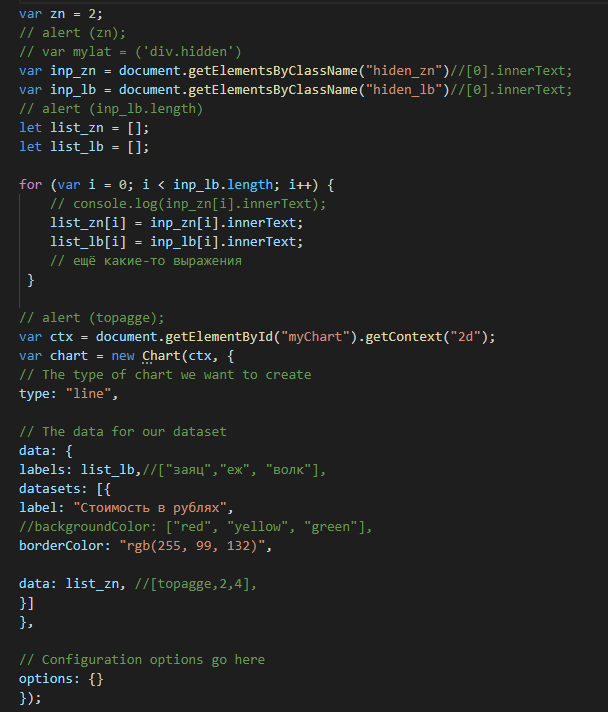 var zn = 2;
// alert (zn);
// var mylat = ('div.hidden')
var inp_zn = document.getElementsByClassName("hiden_zn")//[0].innerText;
var inp_lb = document.getElementsByClassName("hiden_lb")//[0].innerText;
// alert (inp_lb.length)
let list_zn = [];
let list_lb = [];
for (var i = 0; i < inp_lb.length; i++) {
// console.log(inp_zn[i].innerText);
list_zn[i] = inp_zn[i].innerText;
list_lb[i] = inp_lb[i].innerText;
// ещё какие-то выражения
}
// alert (topagge);
var ctx = document.getElementById("myChart").getContext("2d");
var chart = new Chart(ctx, {
// The type of chart we want to create
type: "line",
// The data for our dataset
data: {
labels: list_lb,//["заяц","еж", "волк"],
datasets: [{
label: "Стоимость в рублях",
//backgroundColor: ["red", "yellow", "green"],
borderColor: "rgb(255, 99, 132)",
data: list_zn, //[topagge,2,4],
}]
},
// Configuration options go here
options: {}
});